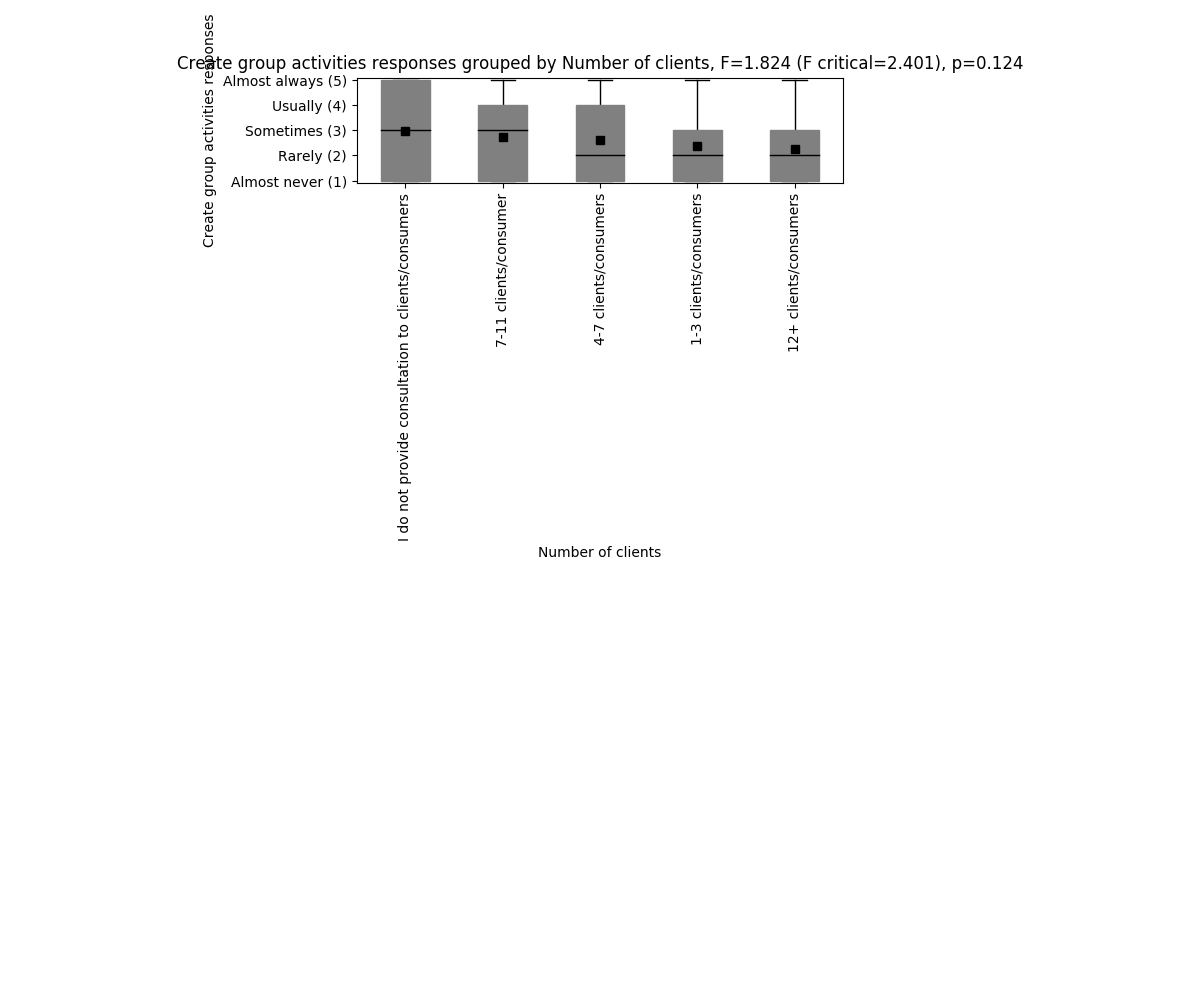 Create group activities responses grouped by Number of clients, F=1.824 (F critical=2.401), p=0.124
Create group activities responses
Almost always (5)
Usually (4)
Sometimes (3)
Rarely (2)
Almost never (1)
I do not provide consultation to clients/consumers
7-11 clients/consumer
4-7 clients/consumers
1-3 clients/consumers
12+ clients/consumers
Number of clients